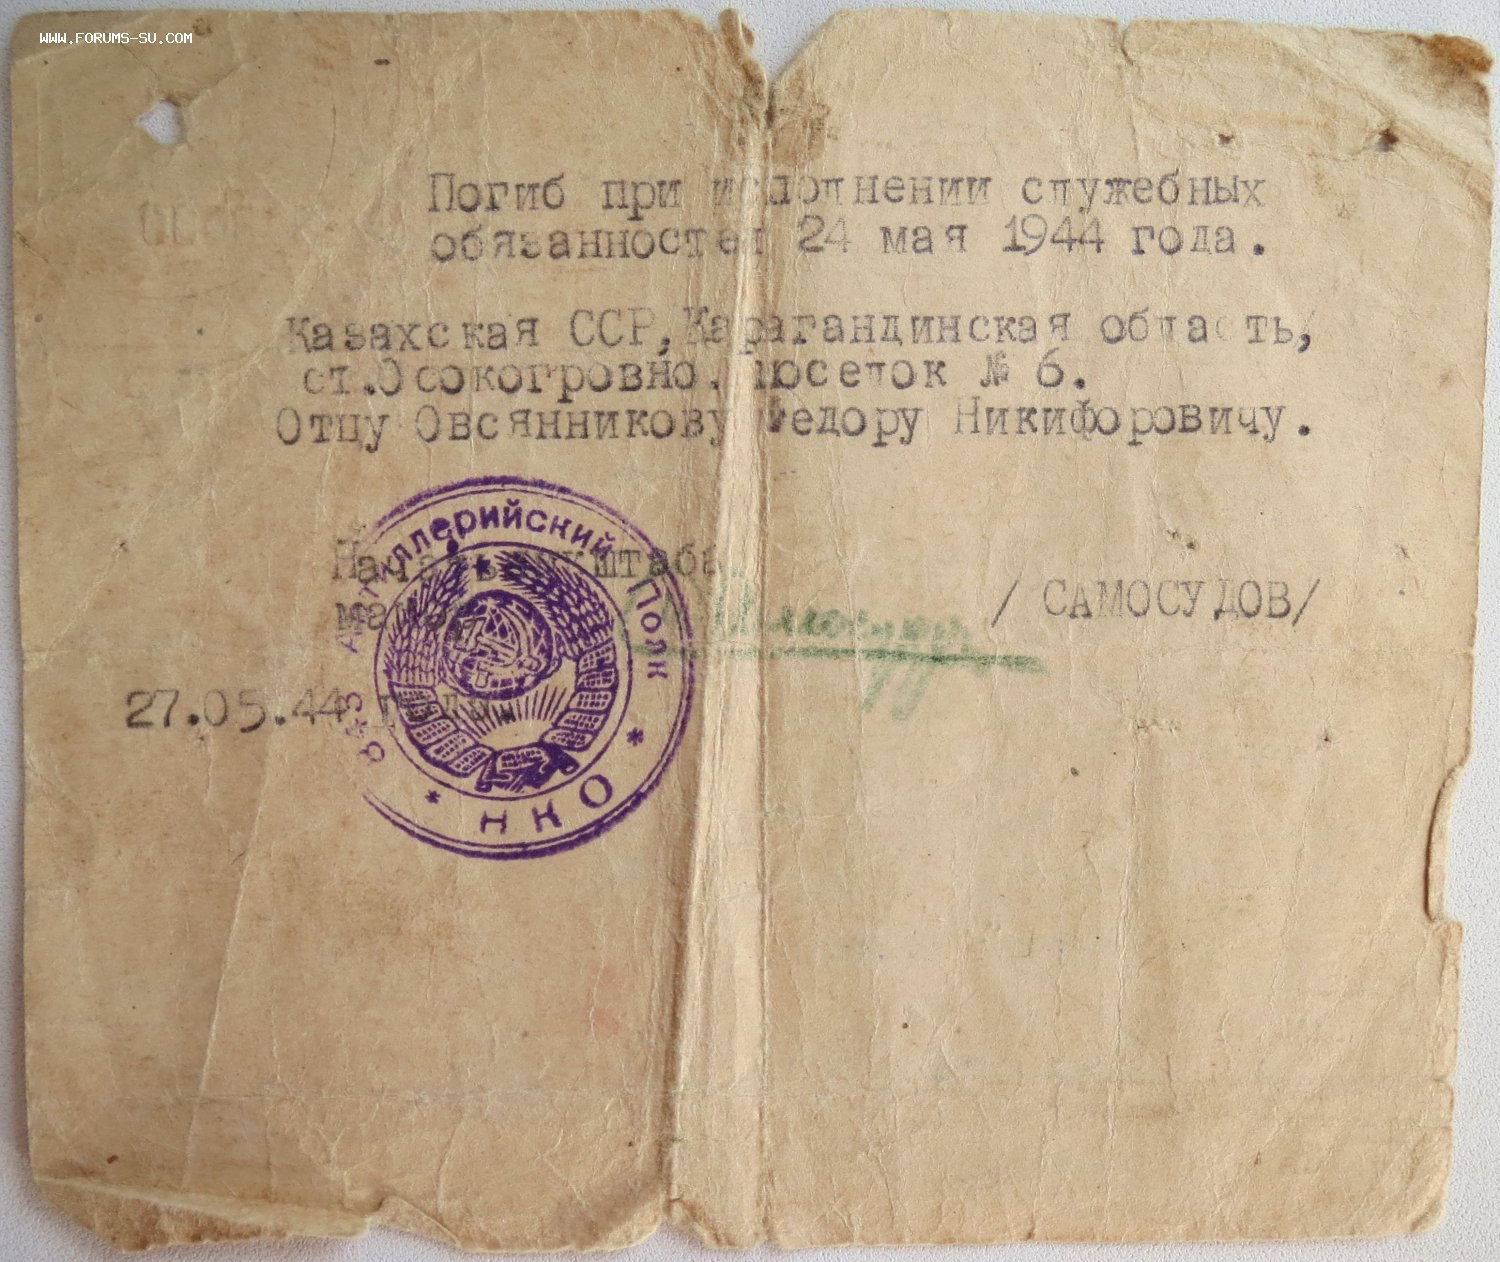 WWW.FORUMS-SU.COM
Погиб при исполнении служебных
обязанностей 24 мая 1944 года.
Казахская ССР, Карагандинская область,
ст.Осокогровно, поселок № 6.
Отцу Овсянникову Федору Никифоровичу.
Начальник штаба
майор
/ САМОСУДОВ/
27.05.44 года.
Артиллерийский Полк
* НКО *